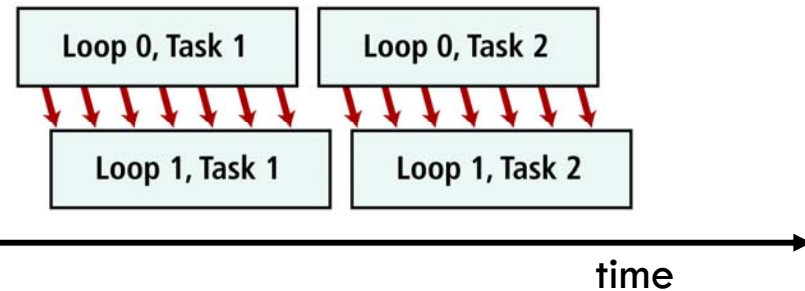 Loop 0, Task 1
Loop 0, Task 2
Loop 1, Task 1
Loop 1, Task 2
time